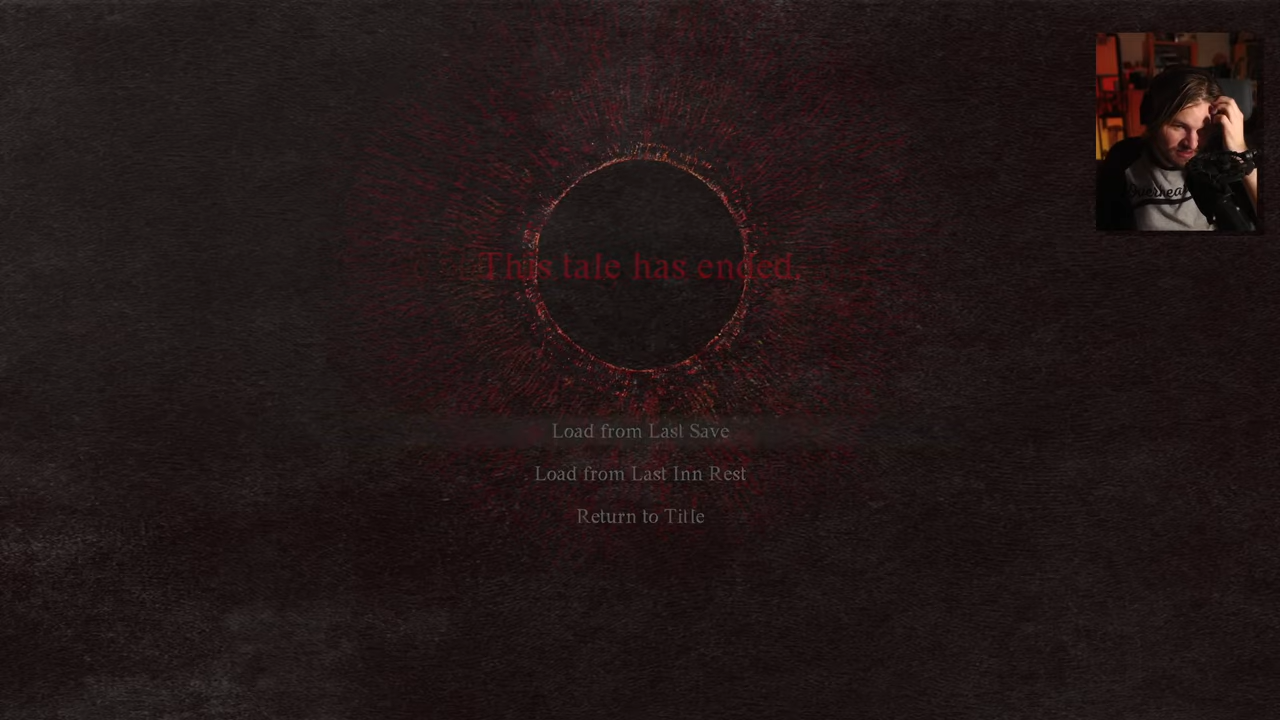 This tale has ended.
Load from Last Save
Load from Last Inn Rest
Return to Title